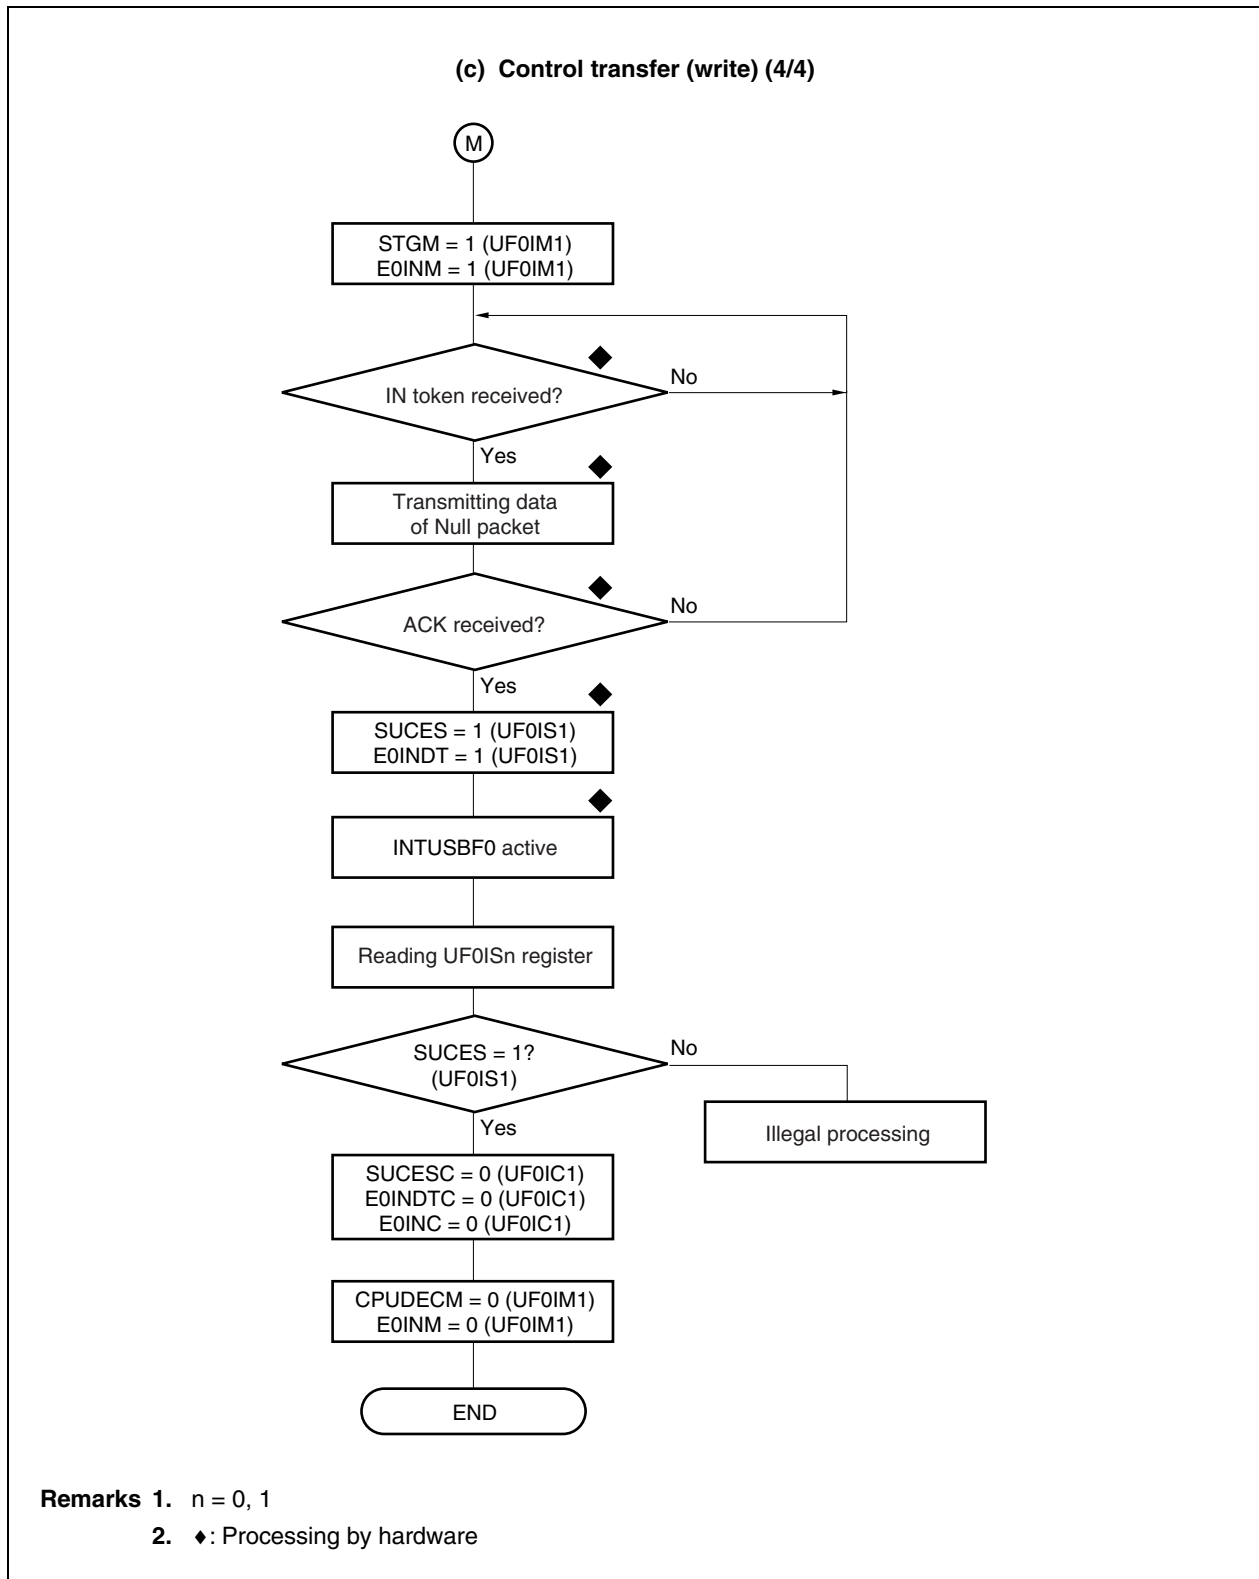 (c) Control transfer (write) (4/4)
M
STGM = 1 (UF0IM1)
E0INM = 1 (UF0IM1)
IN token received?
No
Yes
Transmitting data
of Null packet
ACK received?
No
Yes
SUCES = 1 (UF0IS1)
E0INDT = 1 (UF0IS1)
INTUSBF0 active
Reading UF0ISn register
SUCES = 1?
(UF0IS1)
No
Illegal processing
Yes
SUCESC = 0 (UF0IC1)
E0INDTC = 0 (UF0IC1)
E0INC = 0 (UF0IC1)
CPUDECM = 0 (UF0IM1)
E0INM = 0 (UF0IM1)
END
Remarks 1. n = 0, 1
2. ♦: Processing by hardware